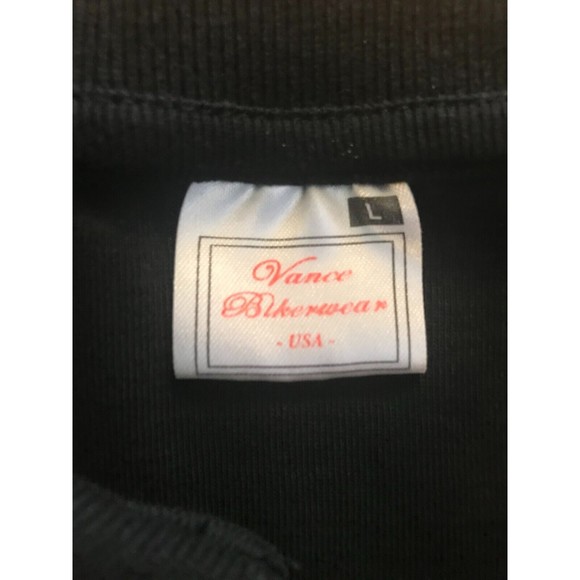 L
Vance
Bikerwear
- USA -